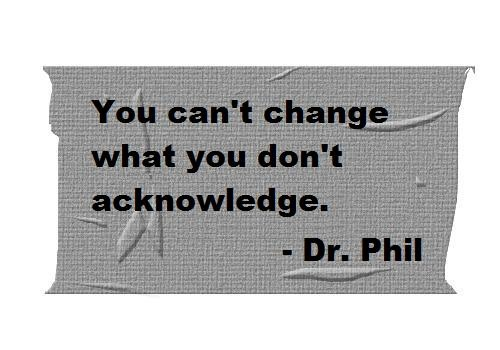 You can't change
what you don't
acknowledge.
- Dr. Phil